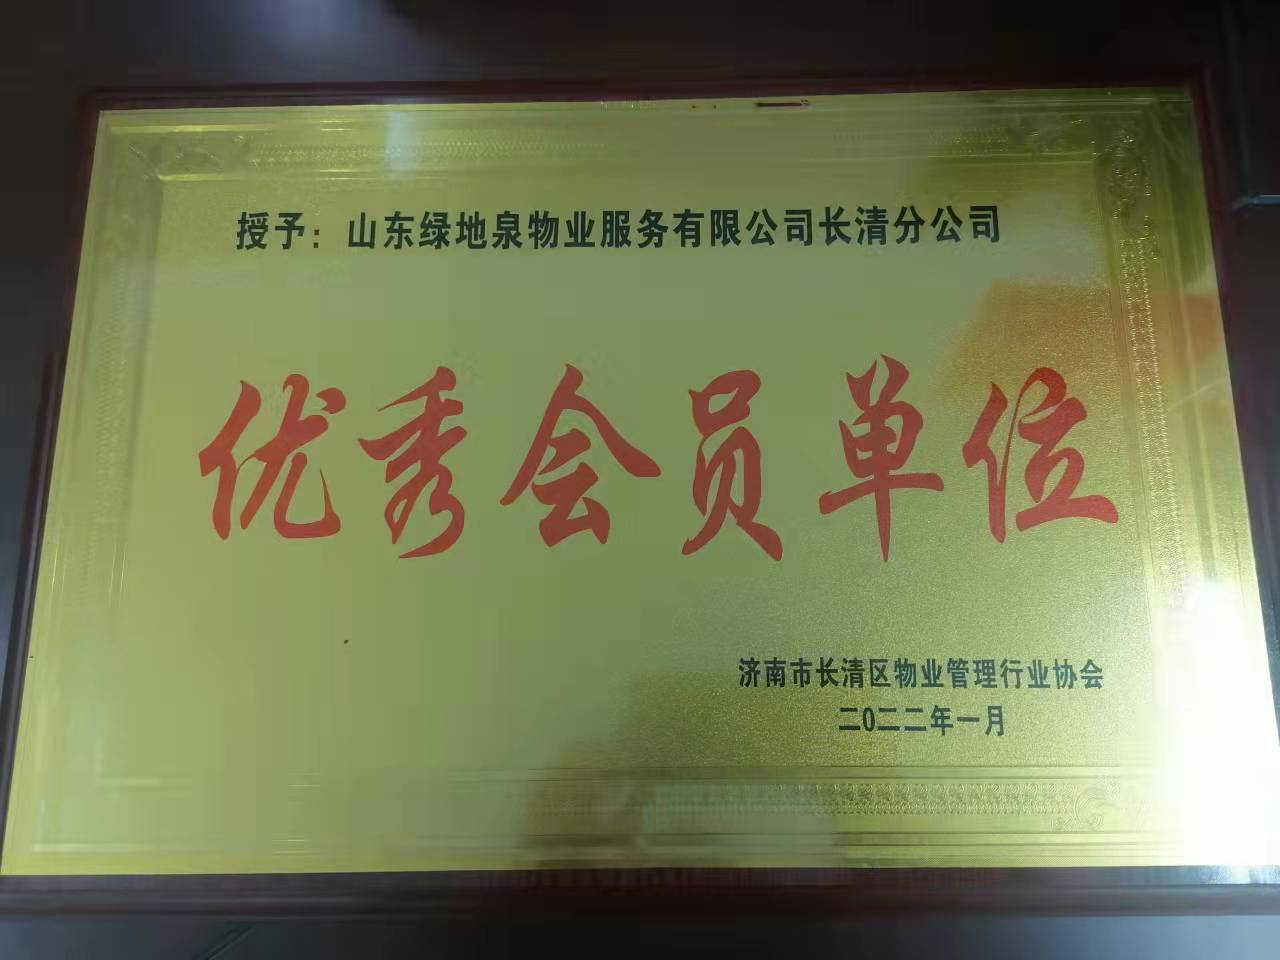 授予：山东绿地泉物业服务有限公司长清分公司
优秀会员单位
济南市长清区物业管理行业协会
二0二二年一月